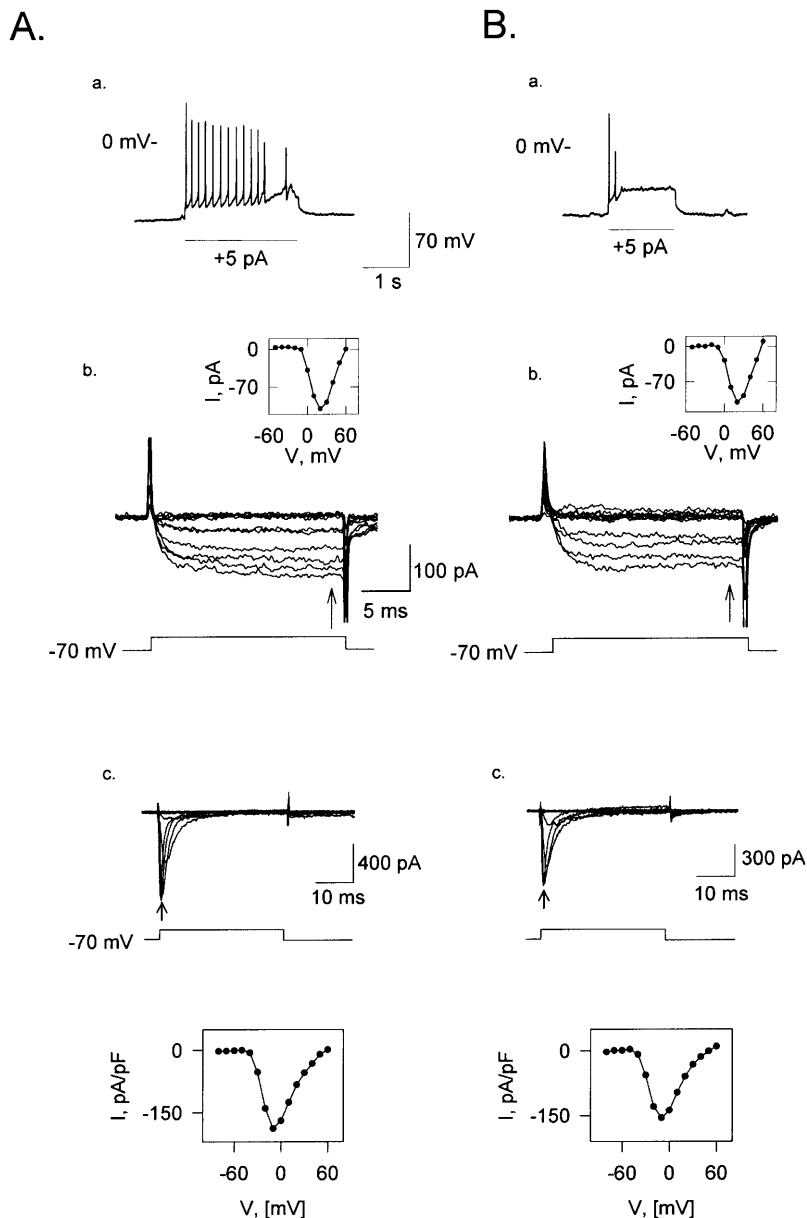 A.
B.
a.
0 mV-
+5 pA
70 mV
1 s
a.
0 mV-
+5 pA
b.
0
-70
I, pA
-60 0 60
V, mV
100 pA
5 ms
-70 mV
b.
0
-70
I, pA
-60 0 60
V, mV
-70 mV
c.
400 pA
10 ms
-70 mV
c.
300 pA
10 ms
0
-150
I, pA/pF
-60 0 60
V, [mV]
0
-150
I, pA/pF
-60 0 60
V, [mV]